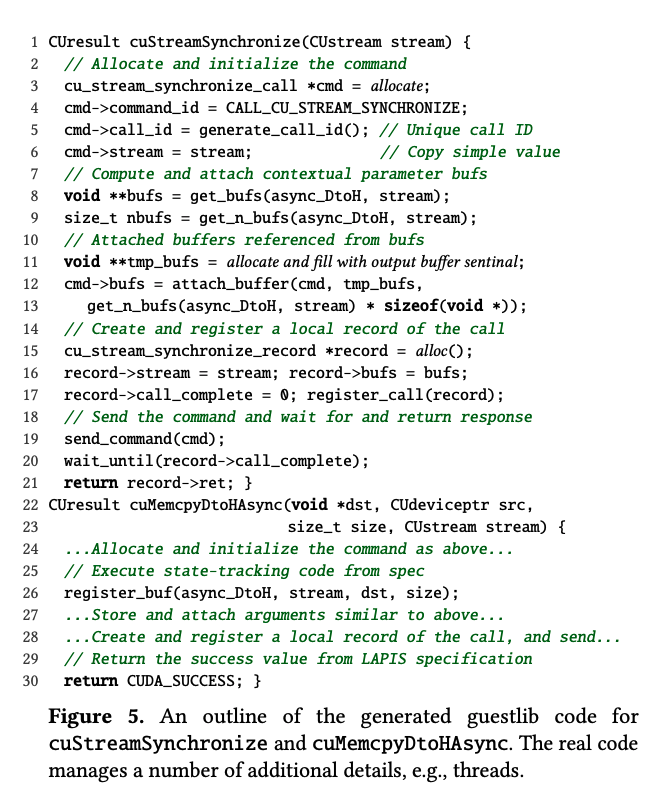 1 CUresult cuStreamSynchronize(CUstream stream) {
2 // Allocate and initialize the command
3 cu_stream_synchronize_call *cmd = allocate;
4 cmd->command_id = CALL_CU_STREAM_SYNCHRONIZE;
5 cmd->call_id = generate_call_id(); // Unique call ID
6 cmd->stream = stream; // Copy simple value
7 // Compute and attach contextual parameter bufs
8 void **bufs = get_bufs(async_DtoH, stream);
9 size_t nbufs = get_n_bufs(async_DtoH, stream);
10 // Attached buffers referenced from bufs
11 void **tmp_bufs = allocate and fill with output buffer sentinal;
12 cmd->bufs = attach_buffer(cmd, tmp_bufs,
13 get_n_bufs(async_DtoH, stream) * sizeof(void *));
14 // Create and register a local record of the call
15 cu_stream_synchronize_record *record = alloc();
16 record->stream = stream; record->bufs = bufs;
17 record->call_complete = 0; register_call(record);
18 // Send the command and wait for and return response
19 send_command(cmd);
20 wait_until(record->call_complete);
21 return record->ret; }
22 CUresult cuMemcpyDtoHAsync(void *dst, CUdeviceptr src,
23 size_t size, CUstream stream) {
24 ...Allocate and initialize the command as above...
25 // Execute state-tracking code from spec
26 register_buf(async_DtoH, stream, dst, size);
27 ...Store and attach arguments similar to above...
28 ...Create and register a local record of the call, and send...
29 // Return the success value from LAPIS specification
30 return CUDA_SUCCESS; }
Figure 5. An outline of the generated guestlib code for
cuStreamSynchronize and cuMemcpyDtoHAsync. The real code
manages a number of additional details, e.g., threads.